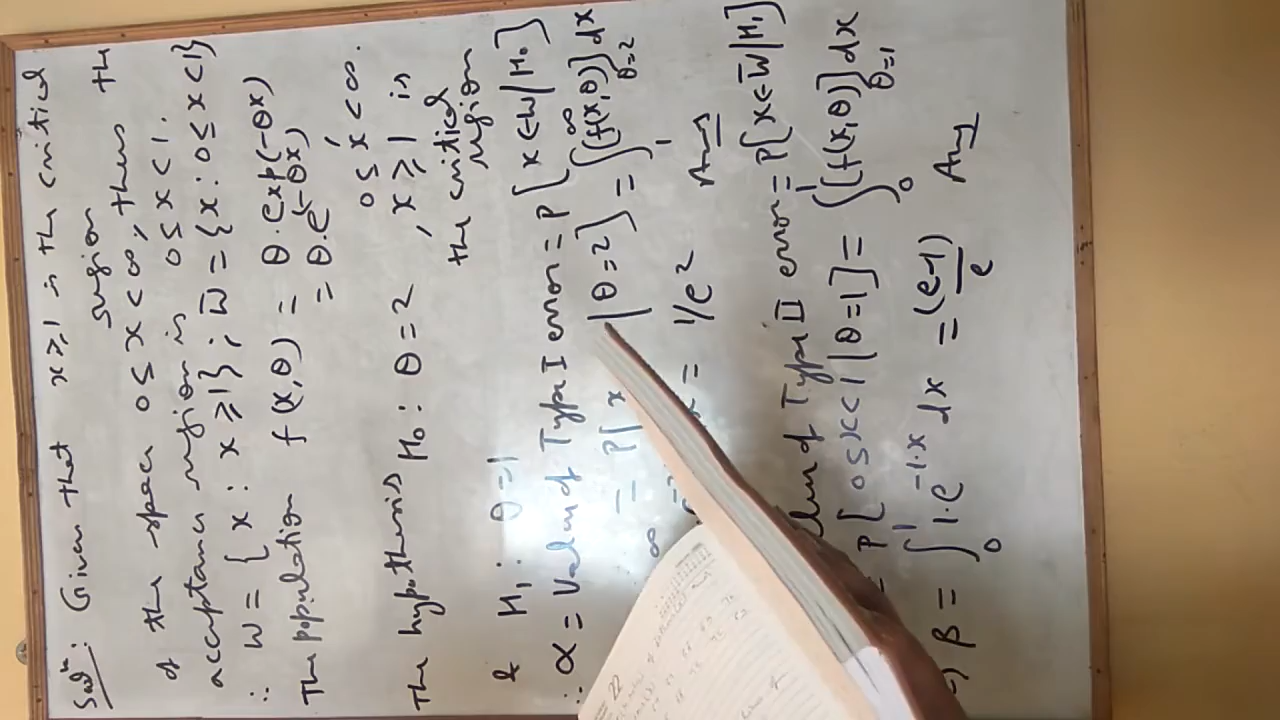 Solⁿ: Given that x ≥ 1 is the critical region
of the space 0 ≤ x < ∞, thus the
acceptance region is 0 ≤ x < 1.
∴ W = { x : x ≥ 1 } ; W̄ = { x : 0 ≤ x < 1 }
The population f(x, θ) = θ. exp(-θx)
= θ. e^(-θx) , 0 ≤ x < ∞.
The hypothesis H₀ : θ = 2 , x ≥ 1 is
the critical region
& H₁ : θ = 1
∴ α = Value of Type I error = P[ x ∈ W | H₀ ]
= P[ x | θ = 2 ] = ∫₁^∞ [f(x, θ)]_(θ=2) dx
∞ = 1/e² Ans
of Type II error = P[ x ∈ W̄ | H₁ ]
= P[ 0 ≤ x < 1 | θ = 1 ] = ∫₀¹ [f(x, θ)]_(θ=1) dx
β = ∫₀¹ 1.e^(-1.x) dx = (e-1)/e Ans
22